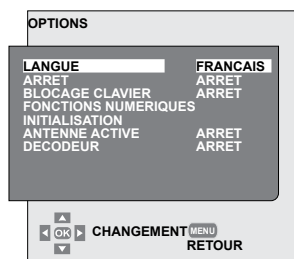 OPTIONS
LANGUE FRANCAIS
ARRET ARRET
BLOCAGE CLAVIER ARRET
FONCTIONS NUMERIQUES
INITIALISATION
ANTENNE ACTIVE ARRET
DECODEUR ARRET
OK CHANGEMENT MENU
RETOUR